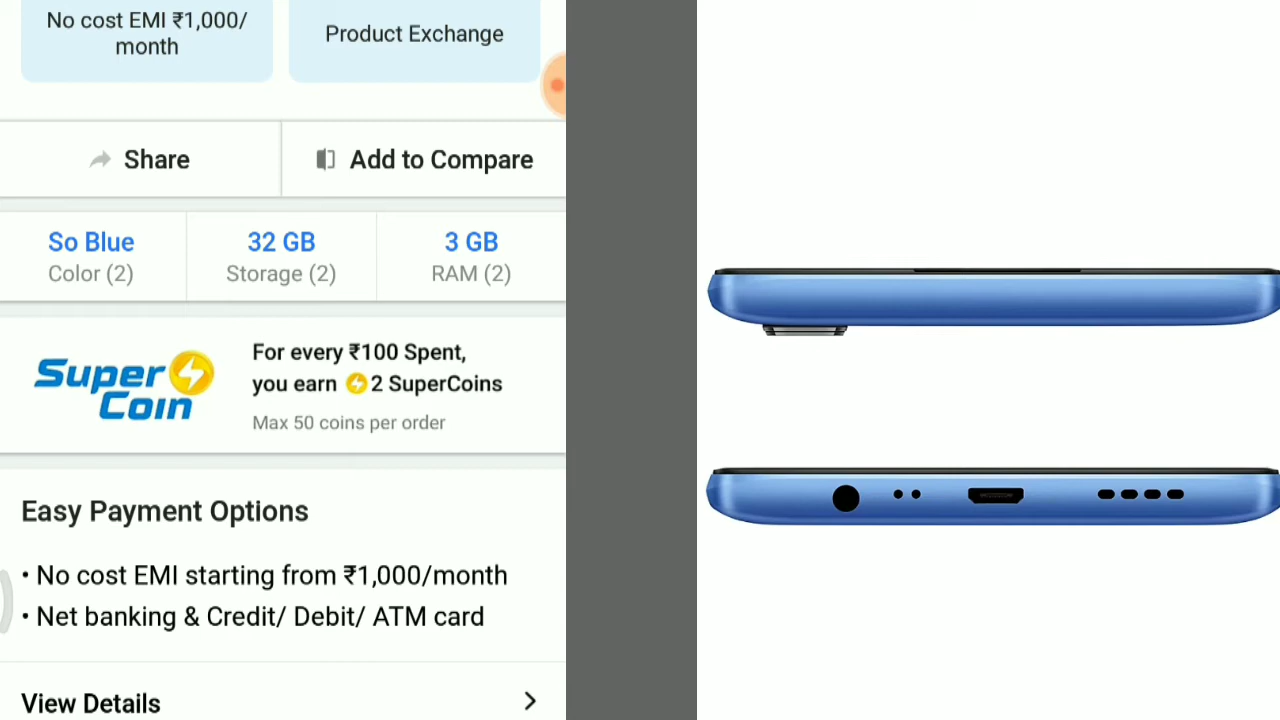 No cost EMI ₹1,000/
month
Product Exchange
Share
Add to Compare
So Blue
Color (2)
32 GB
Storage (2)
3 GB
RAM (2)
Super
Coin
For every ₹100 Spent,
you earn 2 SuperCoins
Max 50 coins per order
Easy Payment Options
• No cost EMI starting from ₹1,000/month
• Net banking & Credit/ Debit/ ATM card
View Details